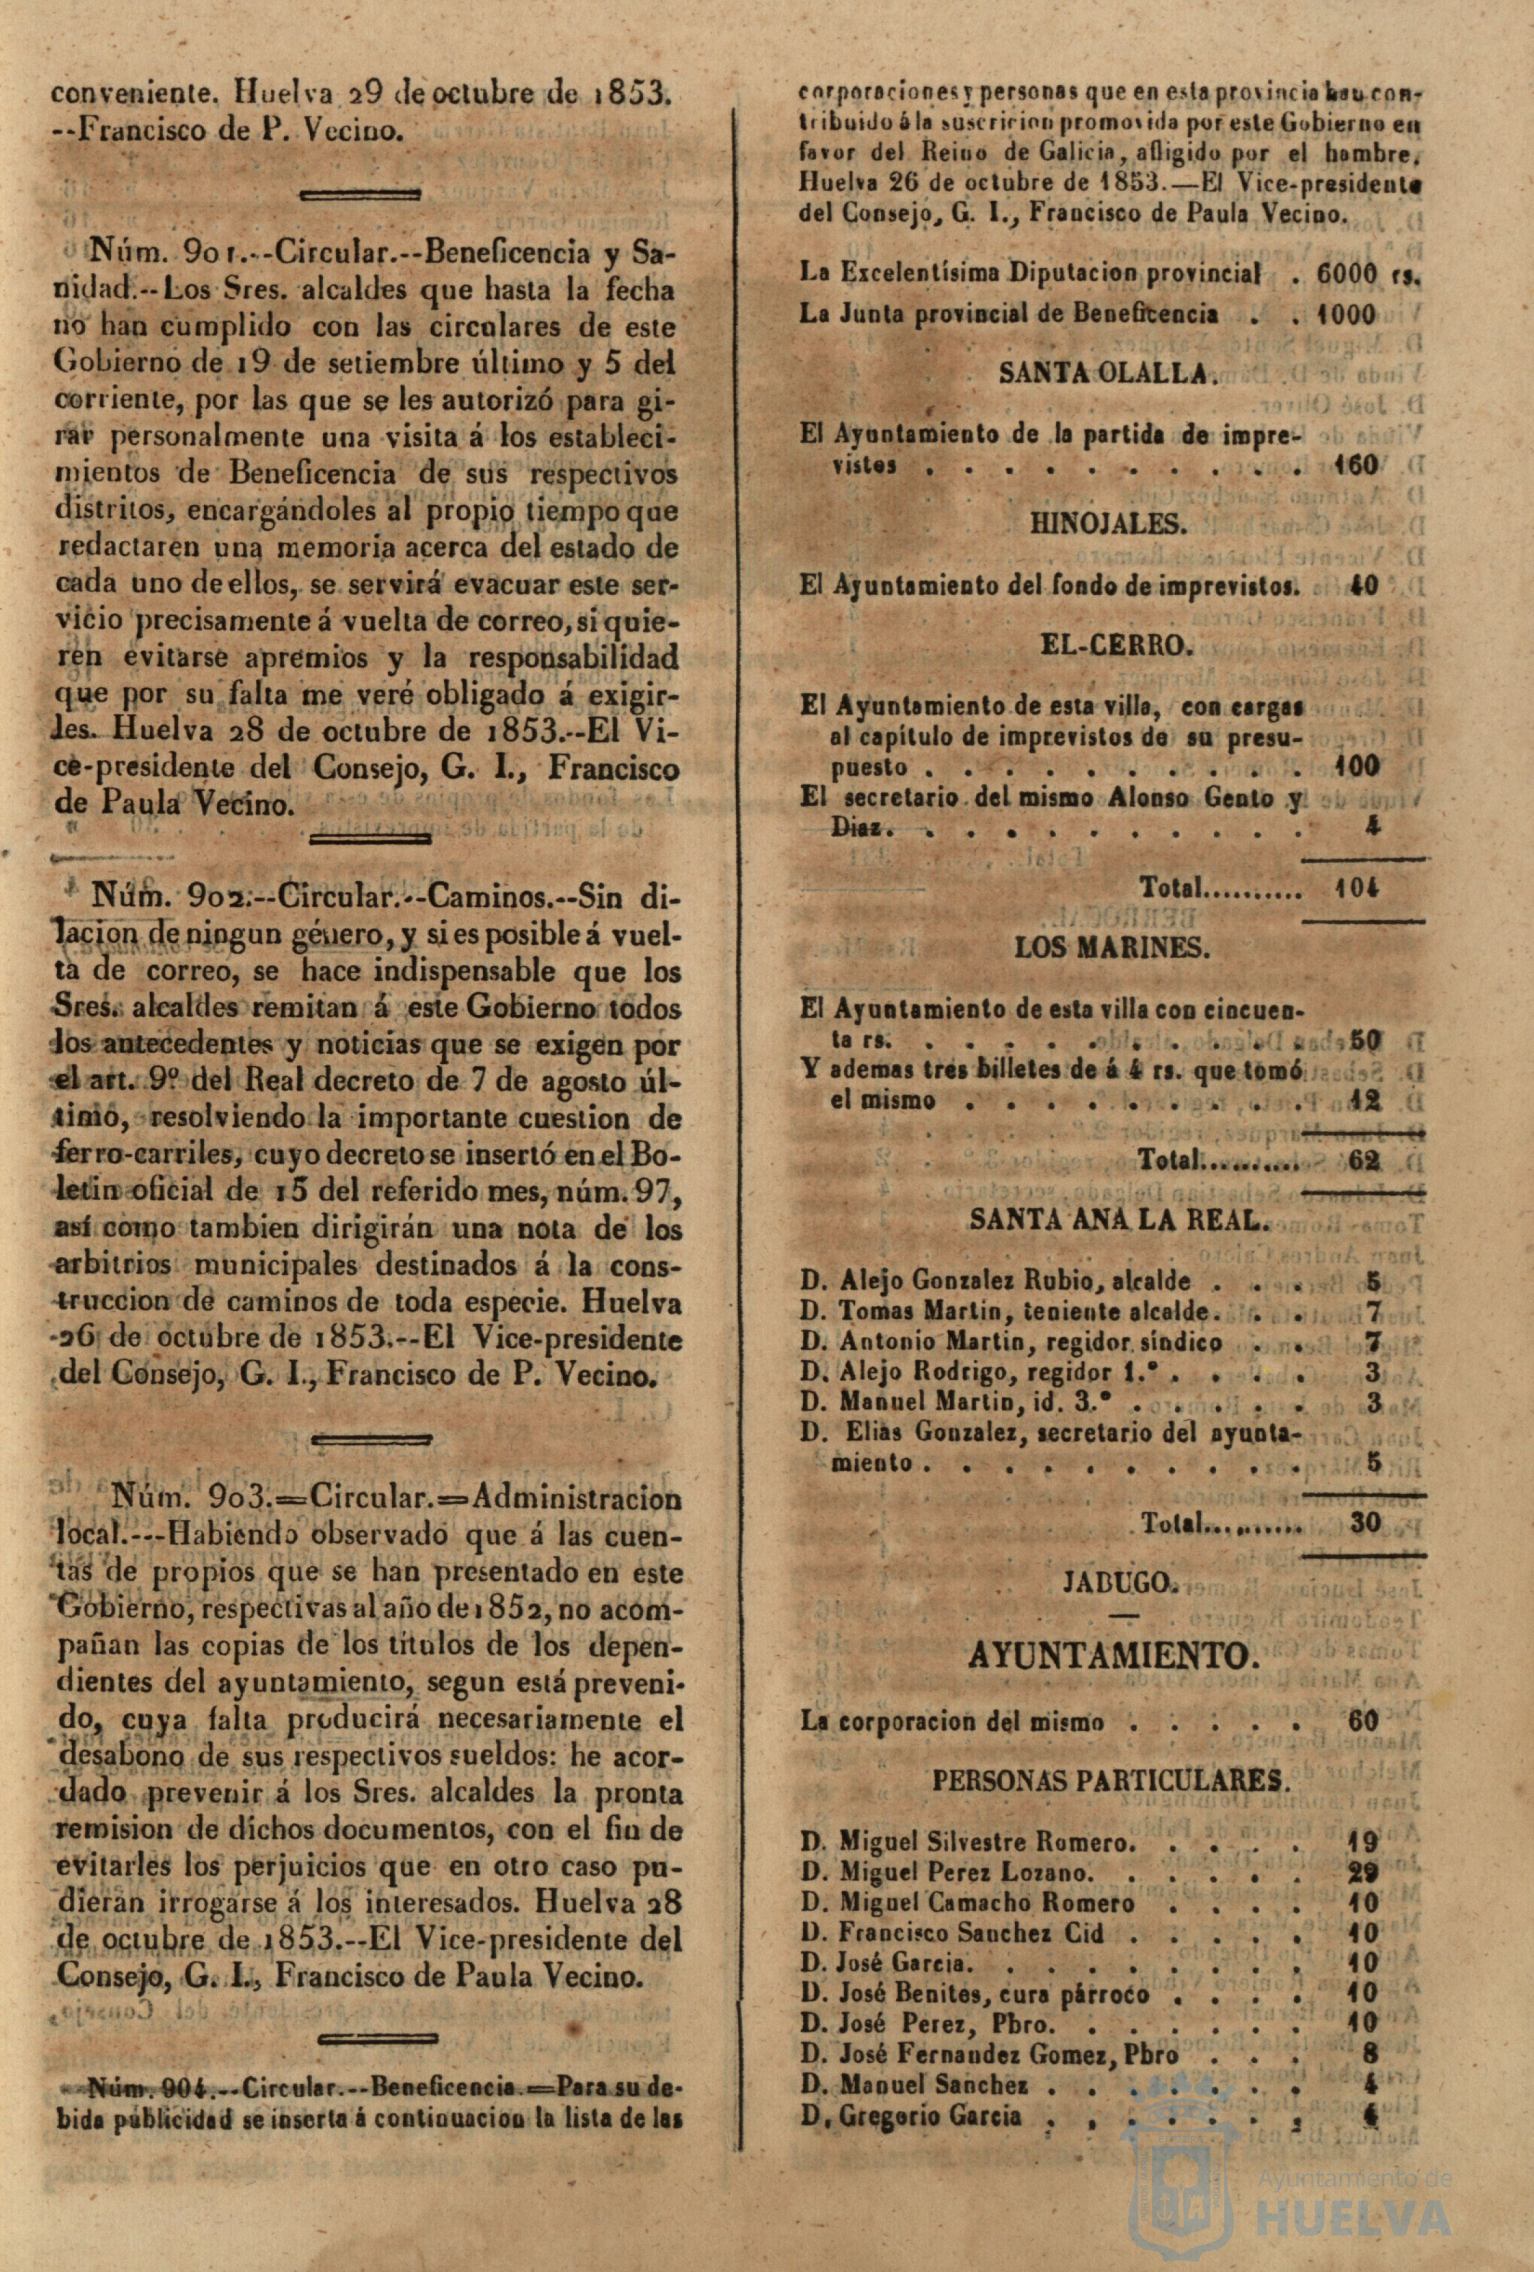 conveniente. Huelva 29 de octubre de 1853.
--Francisco de P. Vecino.
Núm. 901.--Circular.--Beneficencia y Sa-
nidad.--Los Sres. alcaldes que hasta la fecha
no han cumplido con las circulares de este
Gobierno de 19 de setiembre último y 5 del
corriente, por las que se les autorizó para gi-
rar personalmente una visita á los estableci-
mientos de Beneficencia de sus respectivos
distritos, encargándoles al propio tiempo que
redactaren una memoria acerca del estado de
cada uno de ellos, se servirá evacuar este ser-
vicio precisamente á vuelta de correo, si quie-
ren evitarse apremios y la responsabilidad
que por su falta me veré obligado á exigir-
les. Huelva 28 de octubre de 1853.--El Vi-
ce-presidente del Consejo, G. I., Francisco
de Paula Vecino.
Núm. 902.--Circular.--Caminos.--Sin di-
lacion de ningun género, y si es posible á vuel-
ta de correo, se hace indispensable que los
Sres. alcaldes remitan á este Gobierno todos
los antecedentes y noticias que se exigen por
el art. 9º del Real decreto de 7 de agosto úl-
timo, resolviendo la importante cuestion de
ferro-carriles, cuyo decreto se insertó en el Bo-
letin oficial de 15 del referido mes, núm. 97,
así como tambien dirigirán una nota de los
arbitrios municipales destinados á la cons-
truccion de caminos de toda especie. Huelva
26 de octubre de 1853.--El Vice-presidente
del Consejo, G. I., Francisco de P. Vecino.
Núm. 903.=Circular.=Administracion
local.---Habiendo observado que á las cuen-
tas de propios que se han presentado en este
Gobierno, respectivas al año de 1852, no acom-
pañan las copias de los títulos de los depen-
dientes del ayuntamiento, segun está preveni-
do, cuya falta producirá necesariamente el
desabono de sus respectivos sueldos: he acor-
dado prevenir á los Sres. alcaldes la pronta
remision de dichos documentos, con el fin de
evitarles los perjuicios que en otro caso pu-
dieran irrogarse á los interesados. Huelva 28
de octubre de 1853.--El Vice-presidente del
Consejo, G. I., Francisco de Paula Vecino.
Núm. 904.--Circular.--Beneficencia.=Para su de-
bida publicidad se inserta á continuacion la lista de las
corporaciones y personas que en esta provincia hau con-
tribuido á la suscricion promovida por este Gobierno en
favor del Reino de Galicia, afligido por el hambre.
Huelva 26 de octubre de 1853.—El Vice-presidente
del Consejo, G. I., Francisco de Paula Vecino.
La Excelentísima Diputacion provincial . 6000 rs.
La Junta provincial de Beneficencia . . 1000
SANTA OLALLA.
El Ayuntamiento de la partida de impre-
vistos . . . . . . . . . . 160
HINOJALES.
El Ayuntamiento del fondo de imprevistos. 40
EL-CERRO.
El Ayuntamiento de esta villa, con cargas
al capítulo de imprevistos de su presu-
puesto . . . . . . . . . . 100
El secretario del mismo Alonso Gento y
Diaz. . . . . . . . . . . 4
Total.......... 104
LOS MARINES.
El Ayuntamiento de esta villa con cincuen-
ta rs. . . . . . . . . . . 50
Y ademas tres billetes de á 4 rs. que tomó
el mismo . . . . . . . . . 12
Total.......... 62
SANTA ANA LA REAL.
D. Alejo Gonzalez Rubio, alcalde . . . 5
D. Tomas Martin, teniente alcalde. . . 7
D. Antonio Martin, regidor síndico . . 7
D. Alejo Rodrigo, regidor 1.º . . . . 3
D. Manuel Martin, id. 3.º . . . . . 3
D. Elias Gonzalez, secretario del ayunta-
miento . . . . . . . . . . 5
Total.......... 30
JABUGO.
AYUNTAMIENTO.
La corporacion del mismo . . . . . 60
PERSONAS PARTICULARES.
D. Miguel Silvestre Romero. . . . . 19
D. Miguel Perez Lozano. . . . . . 29
D. Miguel Camacho Romero . . . . 10
D. Francisco Sanchez Cid . . . . . 10
D. José Garcia. . . . . . . . . 10
D. José Benites, cura párroco . . . . 10
D. José Perez, Pbro. . . . . . . 10
D. José Fernandez Gomez, Pbro . . . 8
D. Manuel Sanchez . . . . . . . 4
D. Gregorio Garcia . . . . . . . 4
Ayuntamiento de
HUELVA